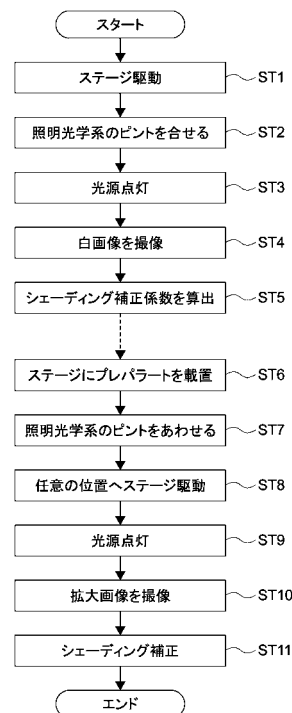 スタート
ステージ駆動 ST1
照明光学系のピントを合せる ST2
光源点灯 ST3
白画像を撮像 ST4
シェーディング補正係数を算出 ST5
ステージにプレパラートを載置 ST6
照明光学系のピントをあわせる ST7
任意の位置へステージ駆動 ST8
光源点灯 ST9
拡大画像を撮像 ST10
シェーディング補正 ST11
エンド